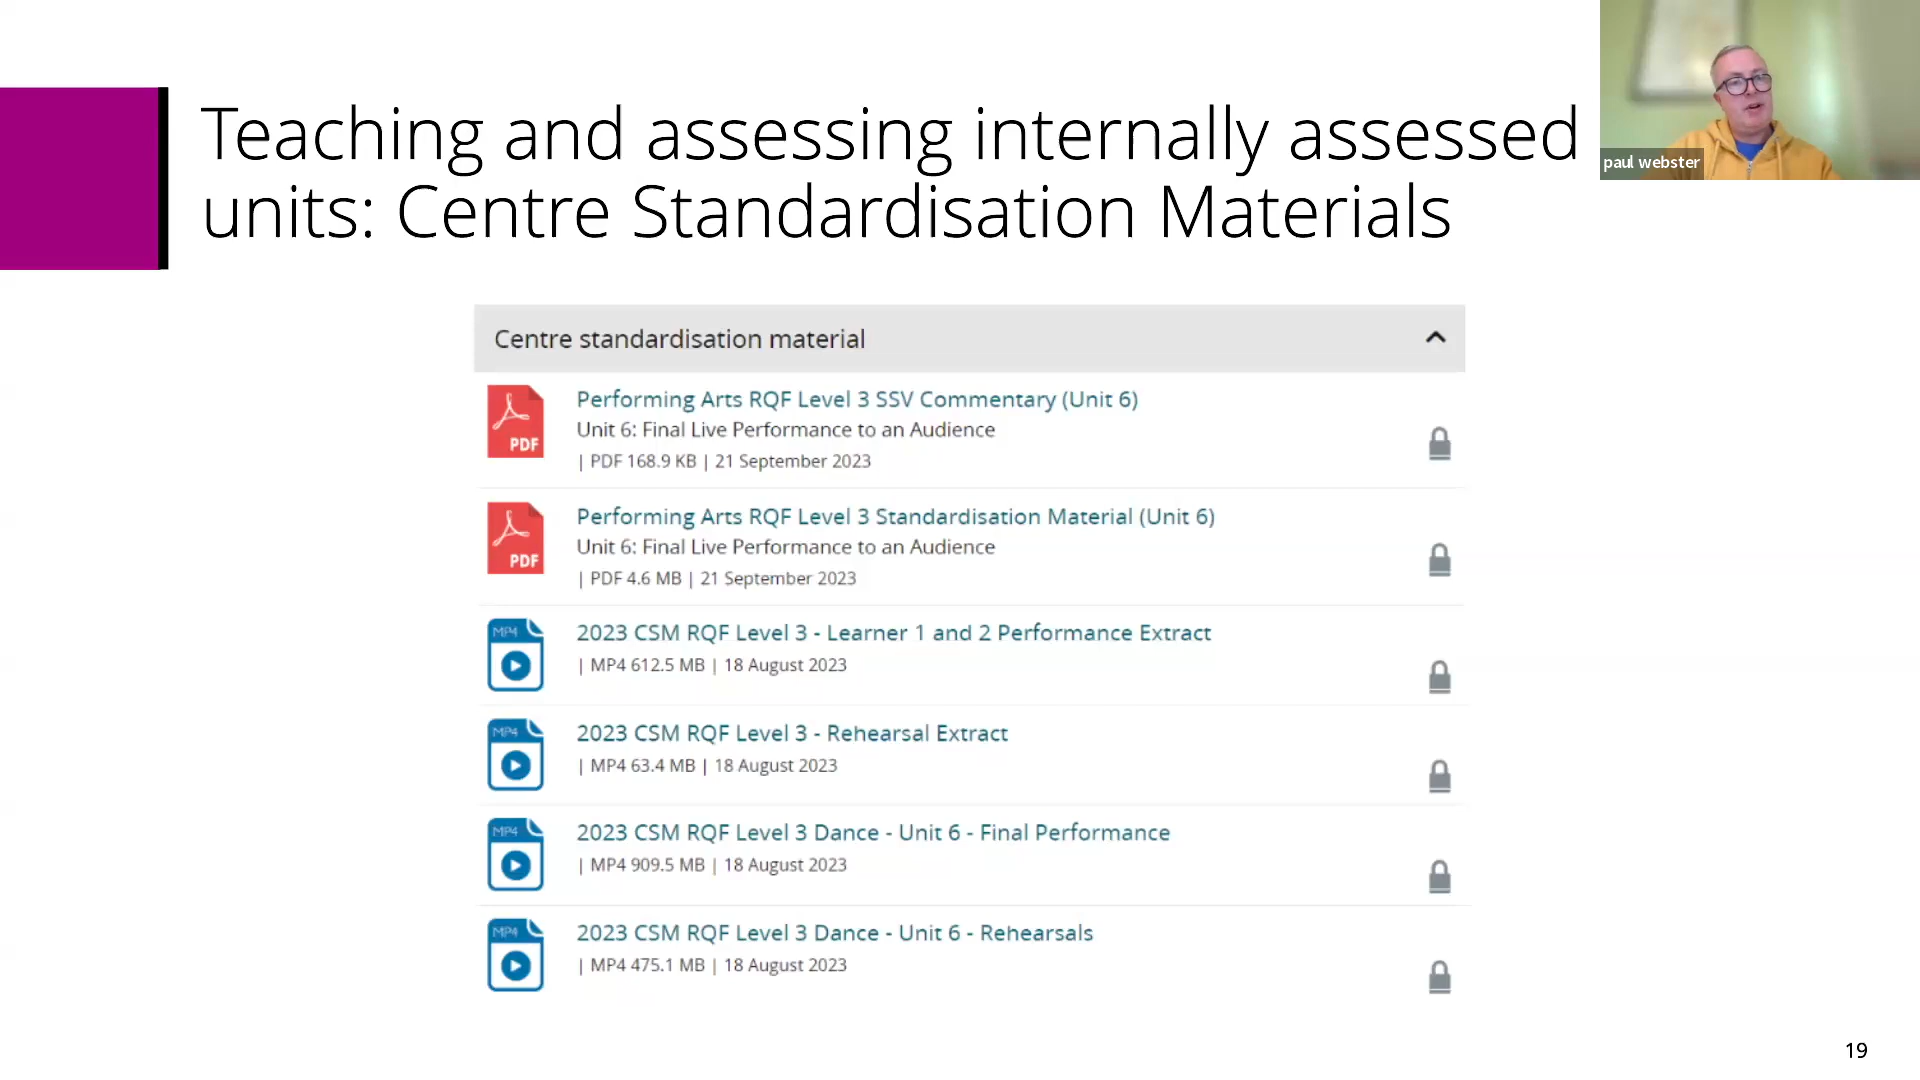 Teaching and assessing internally assessed
units: Centre Standardisation Materials
paul webster
Centre standardisation material
PDF
Performing Arts RQF Level 3 SSV Commentary (Unit 6)
Unit 6: Final Live Performance to an Audience
| PDF 168.9 KB | 21 September 2023
PDF
Performing Arts RQF Level 3 Standardisation Material (Unit 6)
Unit 6: Final Live Performance to an Audience
| PDF 4.6 MB | 21 September 2023
MP4
2023 CSM RQF Level 3 - Learner 1 and 2 Performance Extract
| MP4 612.5 MB | 18 August 2023
MP4
2023 CSM RQF Level 3 - Rehearsal Extract
| MP4 63.4 MB | 18 August 2023
MP4
2023 CSM RQF Level 3 Dance - Unit 6 - Final Performance
| MP4 909.5 MB | 18 August 2023
MP4
2023 CSM RQF Level 3 Dance - Unit 6 - Rehearsals
| MP4 475.1 MB | 18 August 2023
19